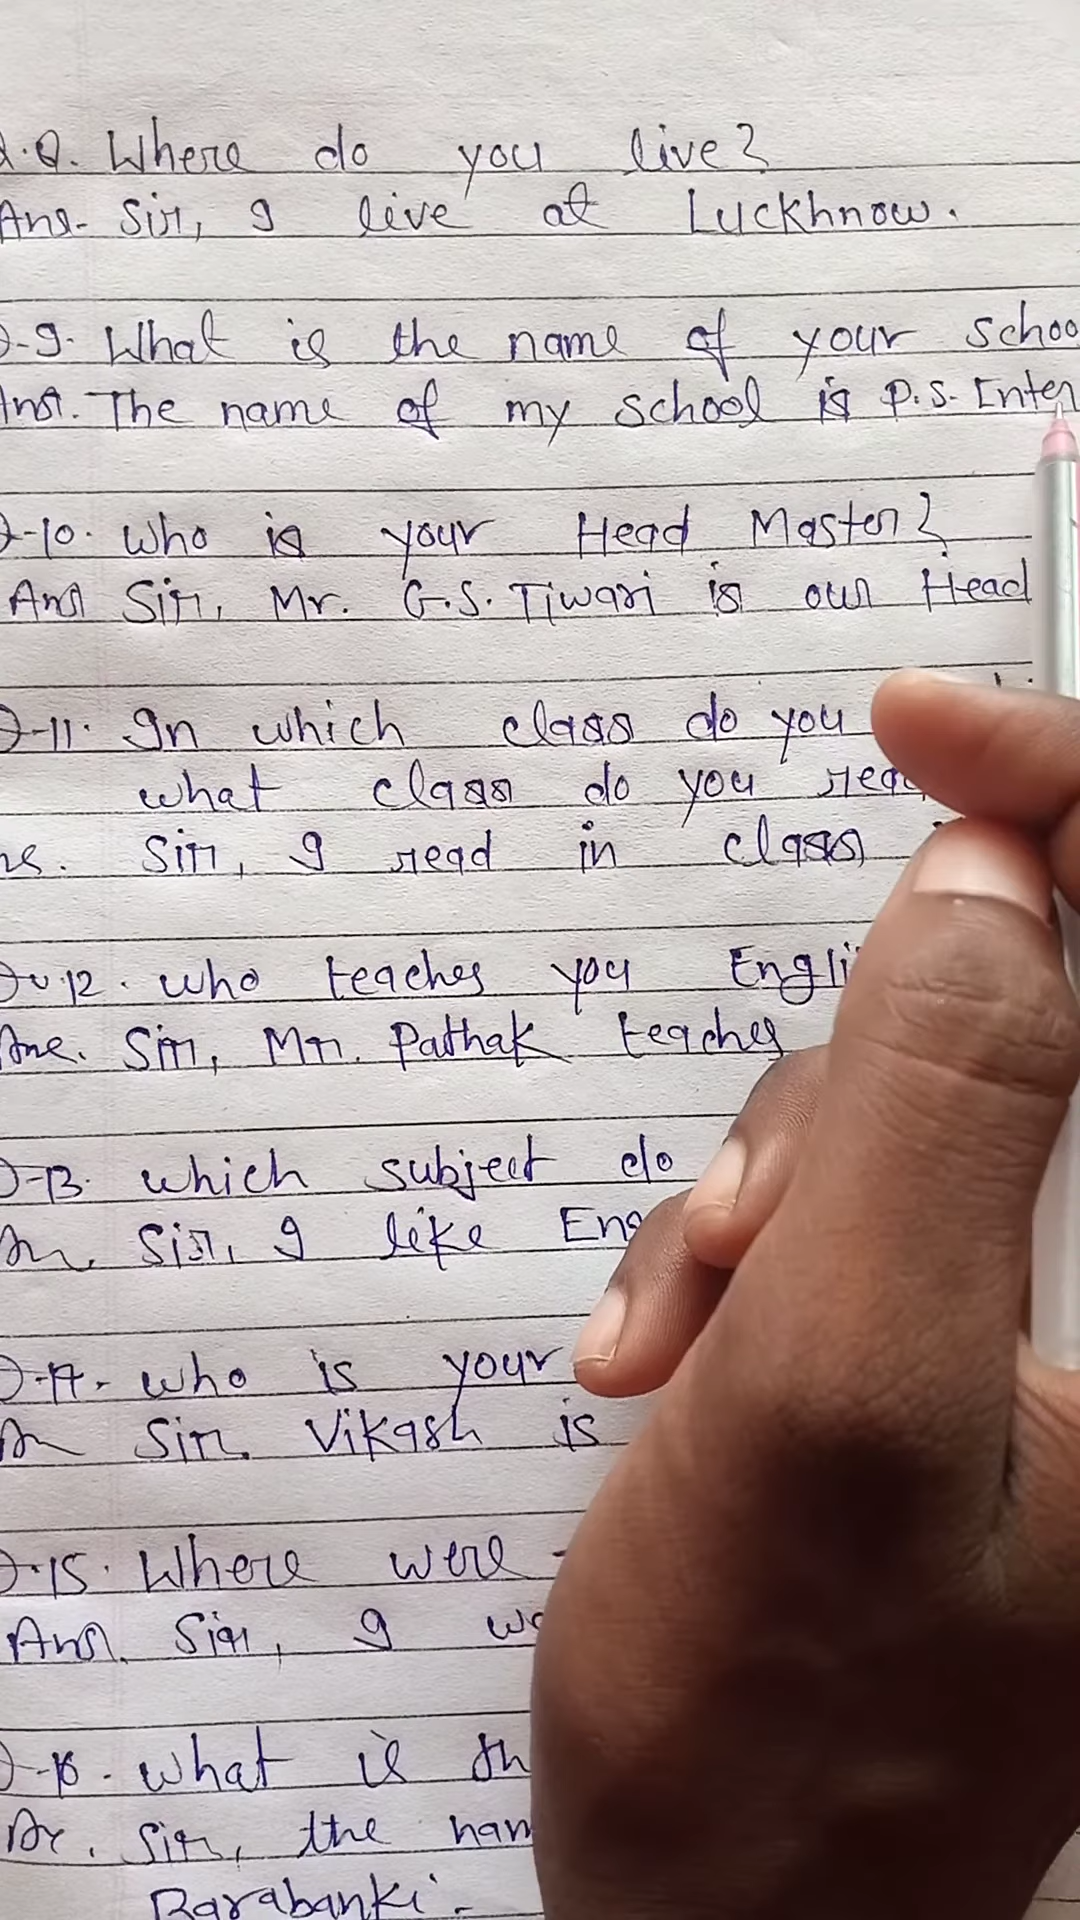 Q. Where do you live?
Ans- Sir, I live at Luckhnow.
-9. What is the name of your schoo
Ans. The name of my school is P.S. Inter
-10. Who is your Head Master?
Ans Sir, Mr. G.S. Tiwari is our Head
-11. In which class do you
what class do you read
ns. Sir, I read in class
12. who teaches you Engli
Ans. Sir, Mr. Pathak teaches
-13. which subject do
Sir, I like Eng
who is your
Sir. Vikash is
15. Where were
Ans. Sir, I wa
-16. what is th
Sir, the nam
Barabanki.